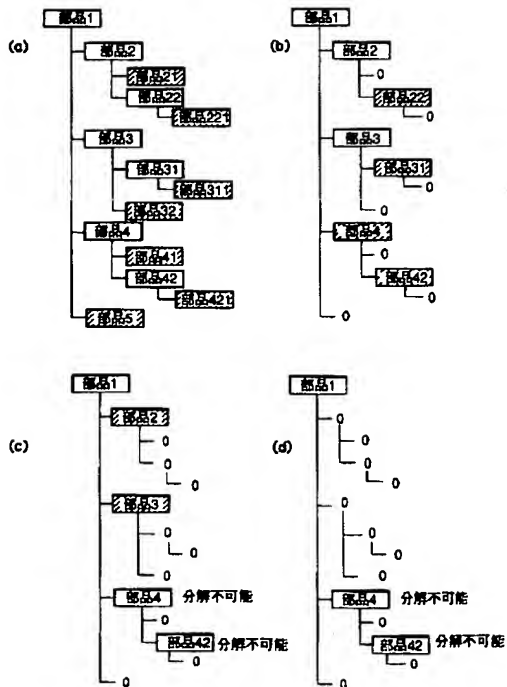 部品1
(a)
部品2
部品21
部品22
部品221
部品3
部品31
部品311
部品32
部品4
部品41
部品42
部品421
部品5
部品1
(b)
部品2
0
部品22
0
部品3
部品31
0
0
部品4
0
部品42
0
0
部品1
(c)
部品2
0
0
0
部品3
0
0
0
部品4 分解不可能
0
部品42 分解不可能
0
0
部品1
(d)
0
0
0
0
0
0
0
0
部品4 分解不可能
0
部品42 分解不可能
0
0